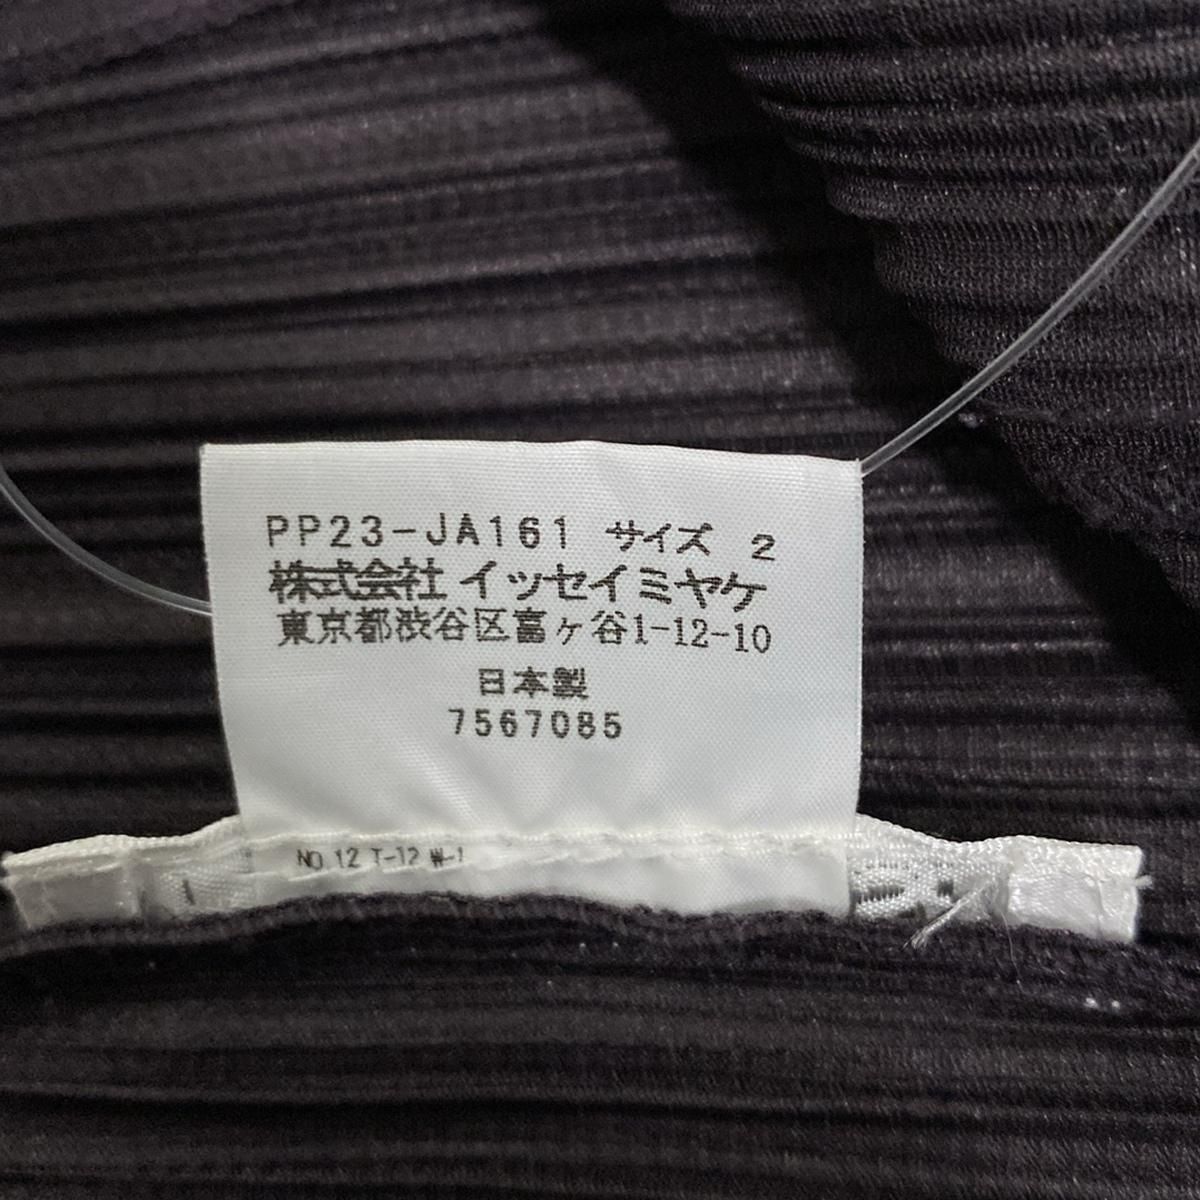 PP23-JA161 サイズ 2
株式会社 イッセイミヤケ
東京都渋谷区富ヶ谷1-12-10
日本製
7567085
NO 12 T-12 W-1